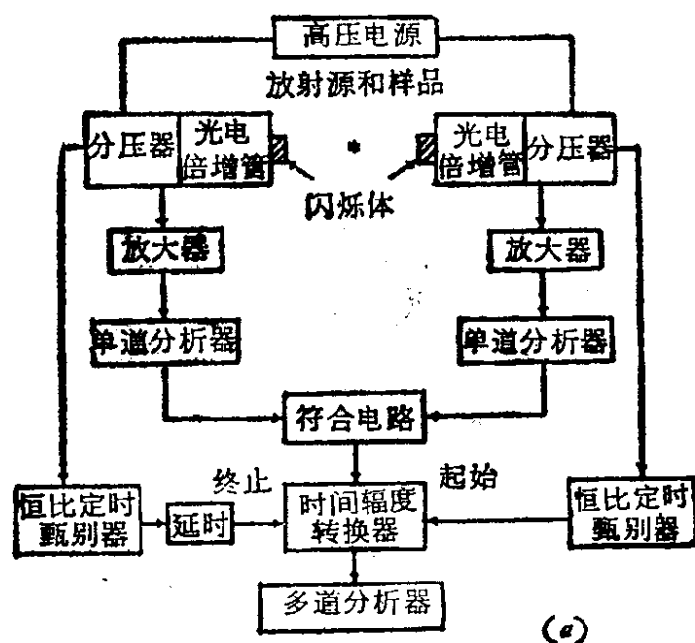 高压电源
放射源和样品
分压器
光电
倍增管
*
光电
倍增管
分压器
闪烁体
放大器
放大器
单道分析器
单道分析器
符合电路
终止
起始
恒比定时
甄别器
延时
时间辐度
转换器
恒比定时
甄别器
多道分析器
(a)